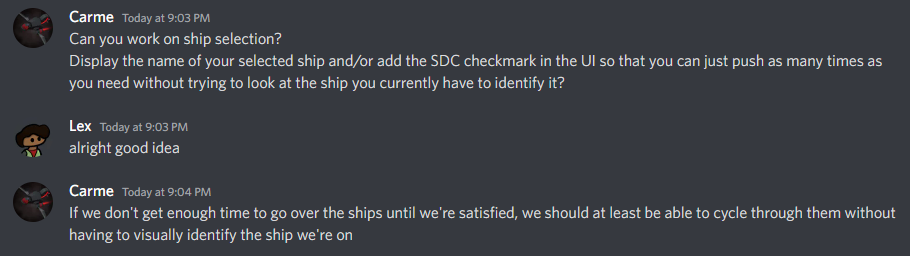 Carme Today at 9:03 PM
Can you work on ship selection?
Display the name of your selected ship and/or add the SDC checkmark in the UI so that you can just push as many times as
you need without trying to look at the ship you currently have to identify it?
Lex Today at 9:03 PM
alright good idea
Carme Today at 9:04 PM
If we don't get enough time to go over the ships until we're satisfied, we should at least be able to cycle through them without
having to visually identify the ship we're on